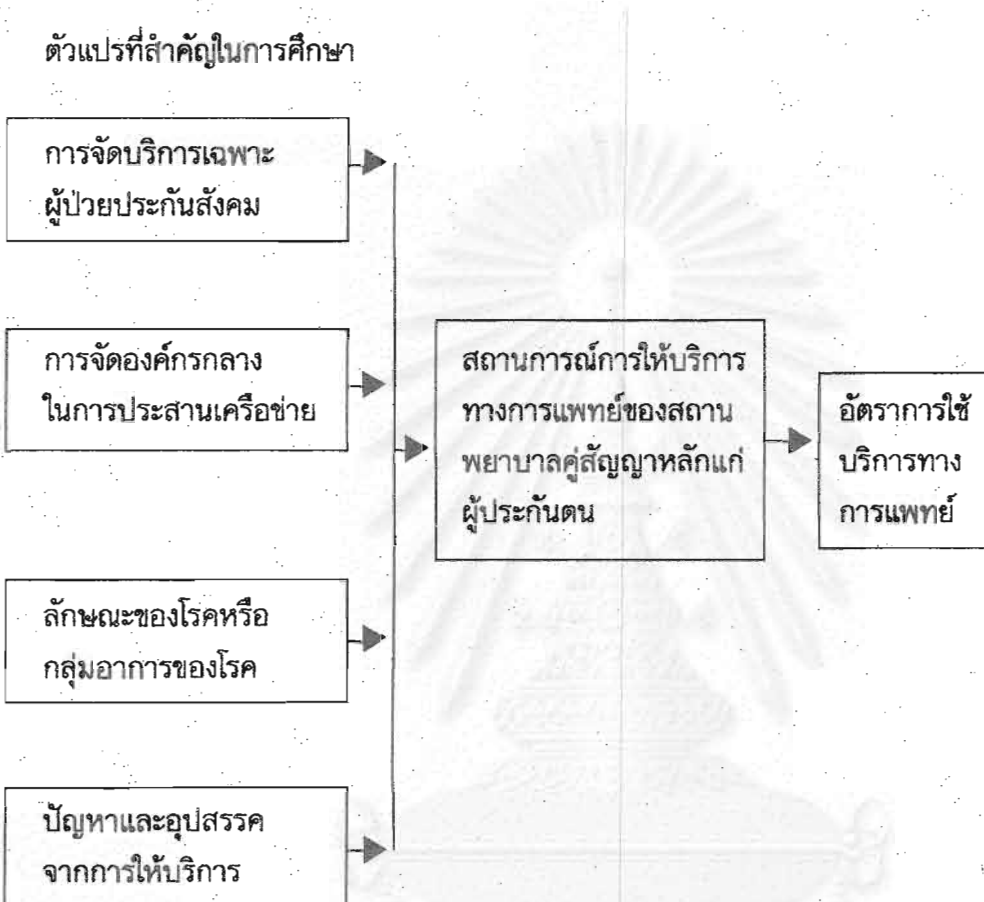 ตัวแปรที่สำคัญในการศึกษา
การจัดบริการเฉพาะ
ผู้ป่วยประกันสังคม
การจัดองค์กรกลาง
ในการประสานเครือข่าย
ลักษณะของโรคหรือ
กลุ่มอาการของโรค
ปัญหาและอุปสรรค
จากการให้บริการ
สถานการณ์การให้บริการ
ทางการแพทย์ของสถาน
พยาบาลคู่สัญญาหลักแก่
ผู้ประกันตน
อัตราการใช้
บริการทาง
การแพทย์